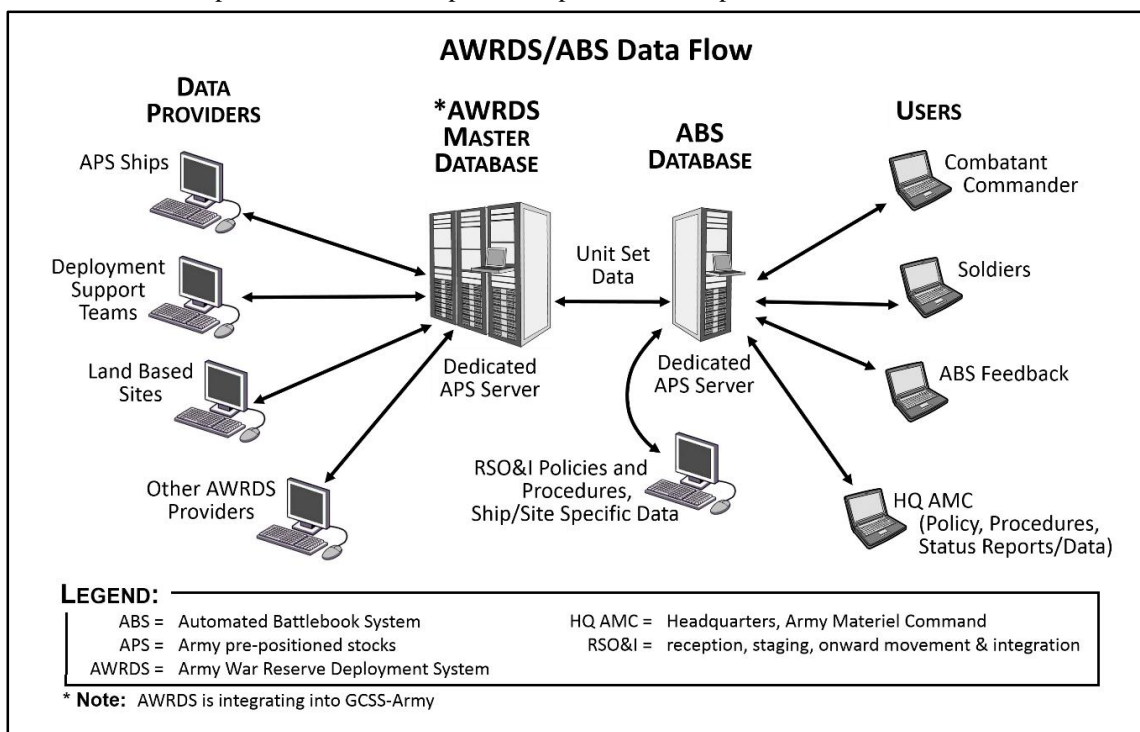 AWRDS/ABS Data Flow
DATA
PROVIDERS
*AWRDS
MASTER
DATABASE
ABS
DATABASE
USERS
APS Ships
Deployment
Support
Teams
Land Based
Sites
Other AWRDS
Providers
Dedicated
APS Server
Unit Set
Data
Dedicated
APS Server
RSO&I Policies and
Procedures,
Ship/Site Specific Data
Combatant
Commander
Soldiers
ABS Feedback
HQ AMC
(Policy, Procedures,
Status Reports/Data)
LEGEND:
ABS = Automated Battlebook System
APS = Army pre-positioned stocks
AWRDS = Army War Reserve Deployment System
HQ AMC = Headquarters, Army Materiel Command
RSO&I = reception, staging, onward movement & integration
* Note: AWRDS is integrating into GCSS-Army